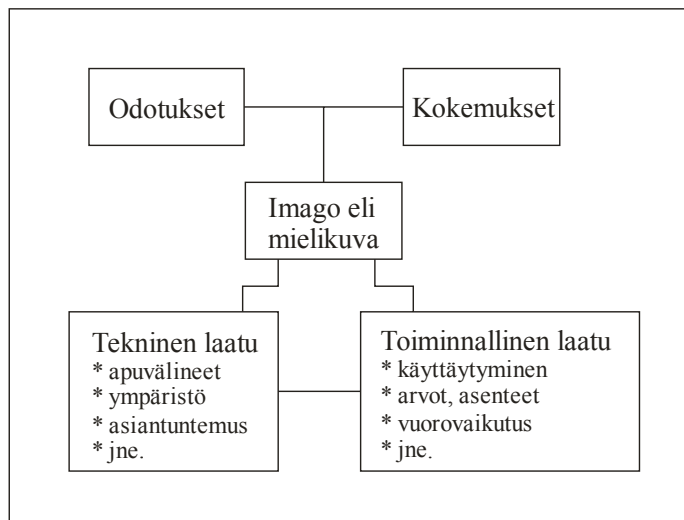 Odotukset
Kokemukset
Imago eli
mielikuva
Tekninen laatu
* apuvälineet
* ympäristö
* asiantuntemus
* jne.
Toiminnallinen laatu
* käyttäytyminen
* arvot, asenteet
* vuorovaikutus
* jne.